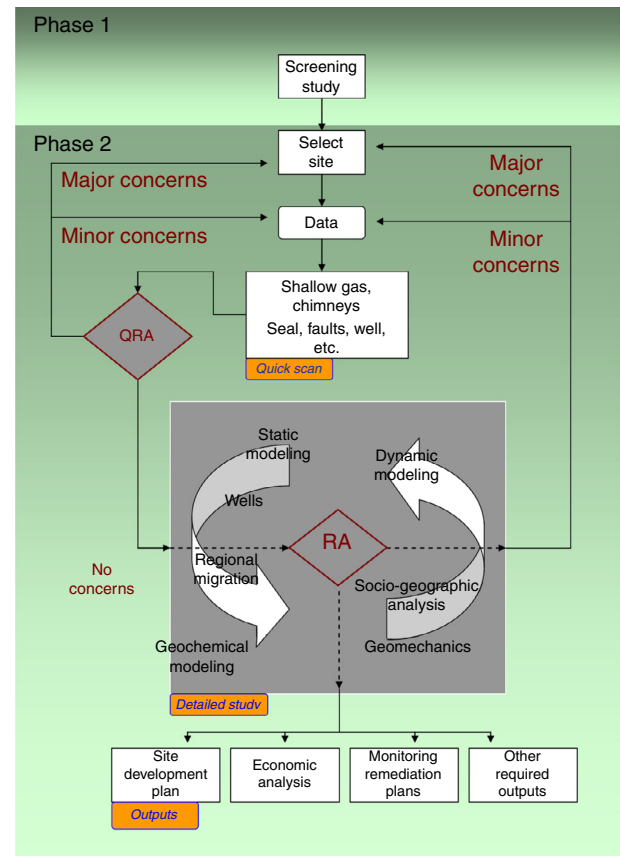 Phase 1
Screening
study
Phase 2
Select
site
Major concerns
Major
concerns
Data
Minor concerns
Minor
concerns
Shallow gas,
chimneys
Seal, faults, well,
etc.
QRA
Quick scan
Static
modeling
Dynamic
modeling
Wells
RA
No
concerns
Regional
migration
Socio-geographic
analysis
Geochemical
modeling
Geomechanics
Detailed studv
Site
development
plan
Economic
analysis
Monitoring
remediation
plans
Other
required
outputs
Outputs